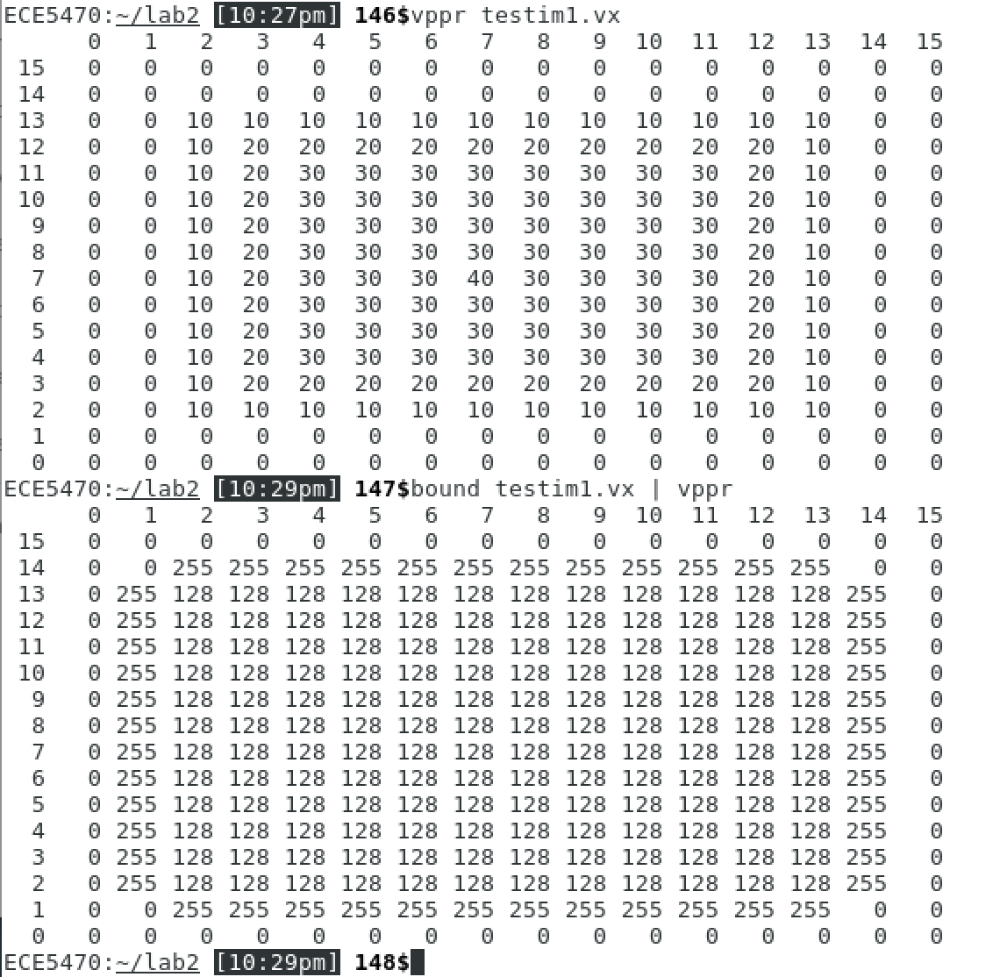 ECE5470:~/lab2 [10:27pm] 146$vppr testim1.vx
0 1 2 3 4 5 6 7 8 9 10 11 12 13 14 15
15 0 0 0 0 0 0 0 0 0 0 0 0 0 0 0 0
14 0 0 0 0 0 0 0 0 0 0 0 0 0 0 0 0
13 0 0 10 10 10 10 10 10 10 10 10 10 10 10 0 0
12 0 0 10 20 20 20 20 20 20 20 20 20 20 10 0 0
11 0 0 10 20 30 30 30 30 30 30 30 30 20 10 0 0
10 0 0 10 20 30 30 30 30 30 30 30 30 20 10 0 0
9 0 0 10 20 30 30 30 30 30 30 30 30 20 10 0 0
8 0 0 10 20 30 30 30 30 30 30 30 30 20 10 0 0
7 0 0 10 20 30 30 30 40 30 30 30 30 20 10 0 0
6 0 0 10 20 30 30 30 30 30 30 30 30 20 10 0 0
5 0 0 10 20 30 30 30 30 30 30 30 30 20 10 0 0
4 0 0 10 20 30 30 30 30 30 30 30 30 20 10 0 0
3 0 0 10 20 20 20 20 20 20 20 20 20 20 10 0 0
2 0 0 10 10 10 10 10 10 10 10 10 10 10 10 0 0
1 0 0 0 0 0 0 0 0 0 0 0 0 0 0 0 0
0 0 0 0 0 0 0 0 0 0 0 0 0 0 0 0 0
ECE5470:~/lab2 [10:29pm] 147$bound testim1.vx | vppr
0 1 2 3 4 5 6 7 8 9 10 11 12 13 14 15
15 0 0 0 0 0 0 0 0 0 0 0 0 0 0 0 0
14 0 0 255 255 255 255 255 255 255 255 255 255 255 255 0 0
13 0 255 128 128 128 128 128 128 128 128 128 128 128 128 255 0
12 0 255 128 128 128 128 128 128 128 128 128 128 128 128 255 0
11 0 255 128 128 128 128 128 128 128 128 128 128 128 128 255 0
10 0 255 128 128 128 128 128 128 128 128 128 128 128 128 255 0
9 0 255 128 128 128 128 128 128 128 128 128 128 128 128 255 0
8 0 255 128 128 128 128 128 128 128 128 128 128 128 128 255 0
7 0 255 128 128 128 128 128 128 128 128 128 128 128 128 255 0
6 0 255 128 128 128 128 128 128 128 128 128 128 128 128 255 0
5 0 255 128 128 128 128 128 128 128 128 128 128 128 128 255 0
4 0 255 128 128 128 128 128 128 128 128 128 128 128 128 255 0
3 0 255 128 128 128 128 128 128 128 128 128 128 128 128 255 0
2 0 255 128 128 128 128 128 128 128 128 128 128 128 128 255 0
1 0 0 255 255 255 255 255 255 255 255 255 255 255 255 0 0
0 0 0 0 0 0 0 0 0 0 0 0 0 0 0 0 0
ECE5470:~/lab2 [10:29pm] 148$